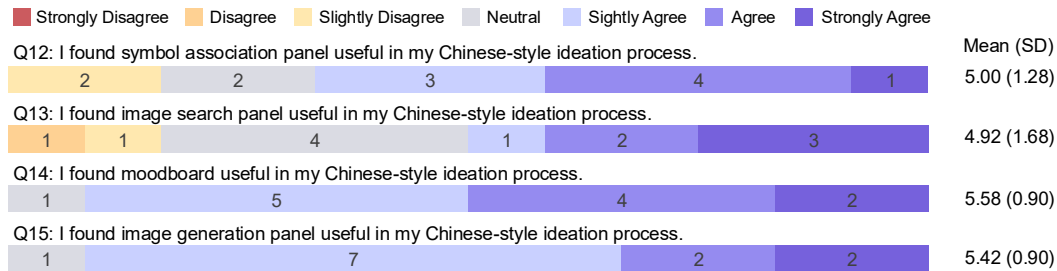 Strongly Disagree Disagree Slightly Disagree Neutral Sightly Agree Agree Strongly Agree
Mean (SD)
Q12: I found symbol association panel useful in my Chinese-style ideation process.
2 2 3 4 1 5.00 (1.28)
Q13: I found image search panel useful in my Chinese-style ideation process.
1 1 4 1 2 3 4.92 (1.68)
Q14: I found moodboard useful in my Chinese-style ideation process.
1 5 4 2 5.58 (0.90)
Q15: I found image generation panel useful in my Chinese-style ideation process.
1 7 2 2 5.42 (0.90)